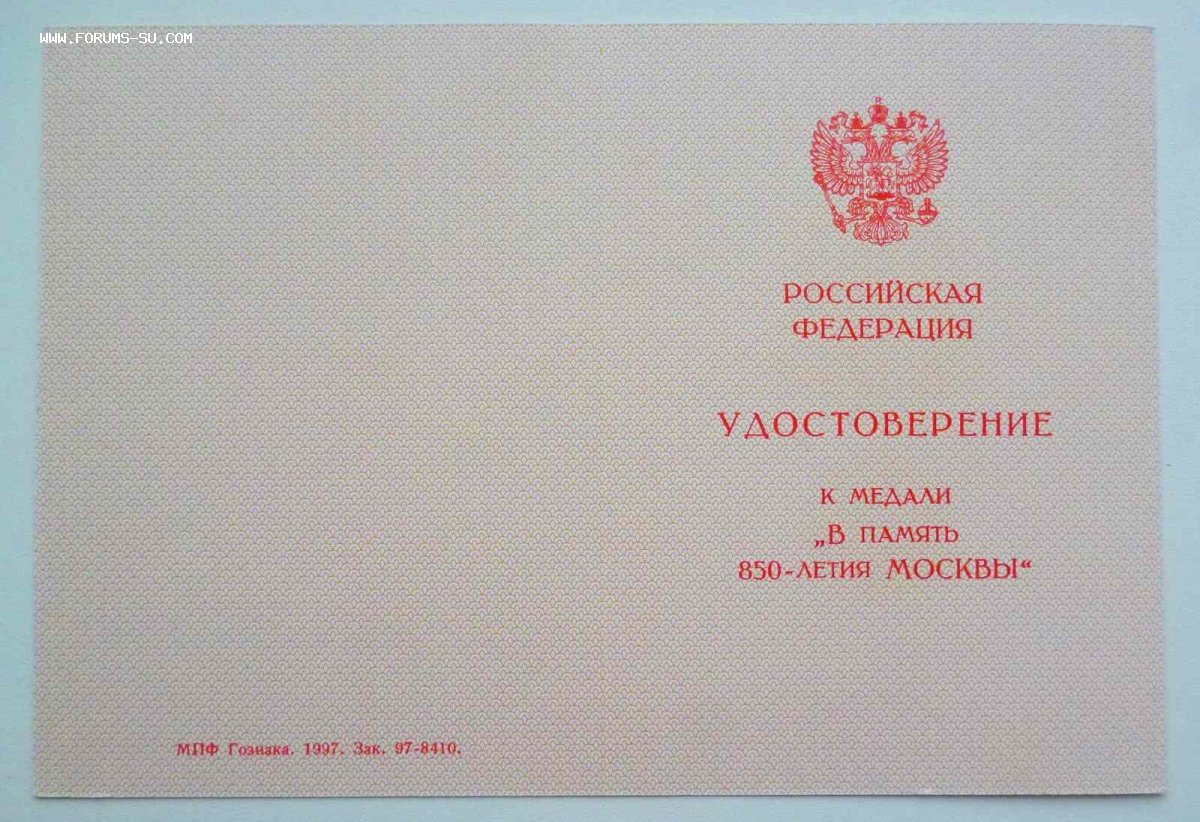 WWW.FORUMS-SU.COM
РОССИЙСКАЯ
ФЕДЕРАЦИЯ
УДОСТОВЕРЕНИЕ
К МЕДАЛИ
„В ПАМЯТЬ
850-ЛЕТИЯ МОСКВЫ“
МПФ Гознака. 1997. Зак. 97-8410.